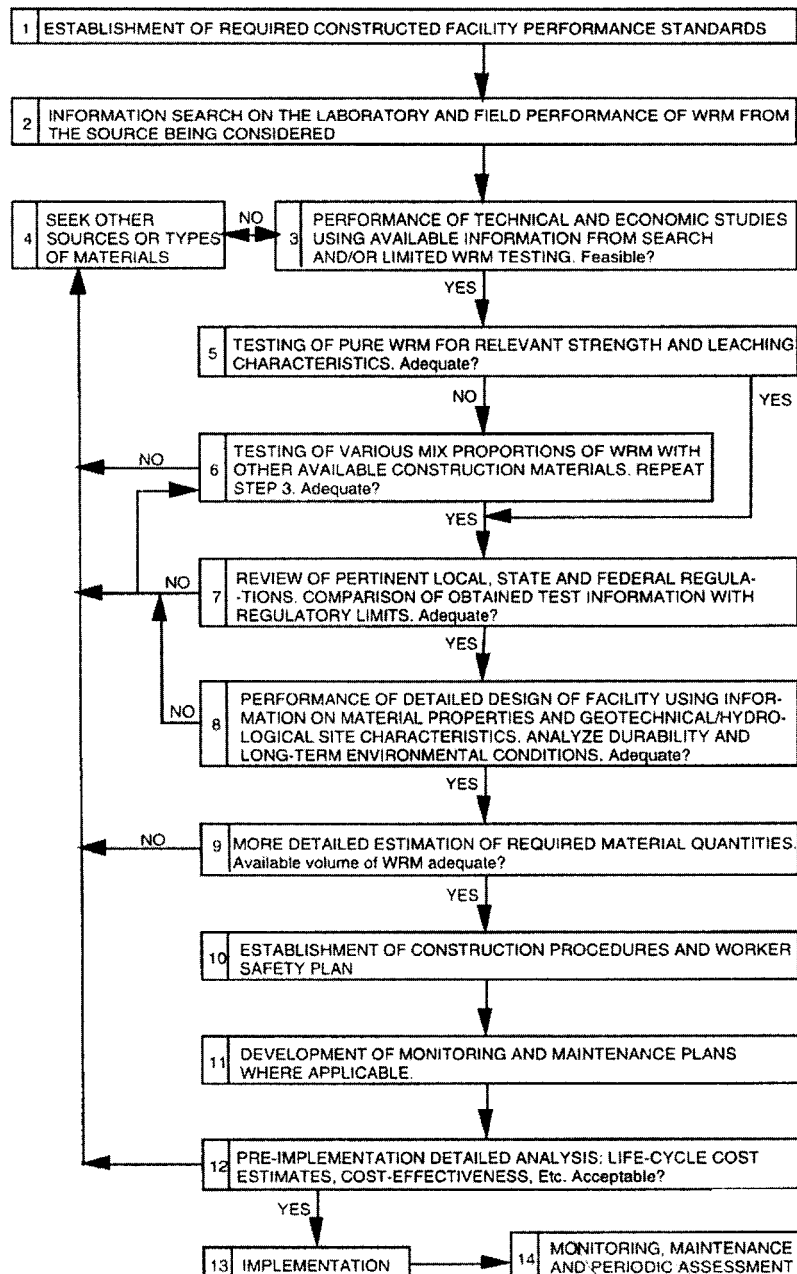 1 ESTABLISHMENT OF REQUIRED CONSTRUCTED FACILITY PERFORMANCE STANDARDS
2 INFORMATION SEARCH ON THE LABORATORY AND FIELD PERFORMANCE OF WRM FROM
THE SOURCE BEING CONSIDERED
4 SEEK OTHER
SOURCES OR TYPES
OF MATERIALS
NO
3 PERFORMANCE OF TECHNICAL AND ECONOMIC STUDIES
USING AVAILABLE INFORMATION FROM SEARCH
AND/OR LIMITED WRM TESTING. Feasible?
YES
5 TESTING OF PURE WRM FOR RELEVANT STRENGTH AND LEACHING
CHARACTERISTICS. Adequate?
NO
YES
NO
6 TESTING OF VARIOUS MIX PROPORTIONS OF WRM WITH
OTHER AVAILABLE CONSTRUCTION MATERIALS. REPEAT
STEP 3. Adequate?
YES
NO
7 REVIEW OF PERTINENT LOCAL, STATE AND FEDERAL REGULA-
-TIONS. COMPARISON OF OBTAINED TEST INFORMATION WITH
REGULATORY LIMITS. Adequate?
YES
NO
8 PERFORMANCE OF DETAILED DESIGN OF FACILITY USING INFOR-
-MATION ON MATERIAL PROPERTIES AND GEOTECHNICAL/HYDRO-
LOGICAL SITE CHARACTERISTICS. ANALYZE DURABILITY AND
LONG-TERM ENVIRONMENTAL CONDITIONS. Adequate?
YES
NO
9 MORE DETAILED ESTIMATION OF REQUIRED MATERIAL QUANTITIES.
Available volume of WRM adequate?
YES
10 ESTABLISHMENT OF CONSTRUCTION PROCEDURES AND WORKER
SAFETY PLAN
11 DEVELOPMENT OF MONITORING AND MAINTENANCE PLANS
WHERE APPLICABLE.
12 PRE-IMPLEMENTATION DETAILED ANALYSIS: LIFE-CYCLE COST
ESTIMATES, COST-EFFECTIVENESS, Etc. Acceptable?
YES
13 IMPLEMENTATION
14 MONITORING, MAINTENANCE
AND PERIODIC ASSESSMENT